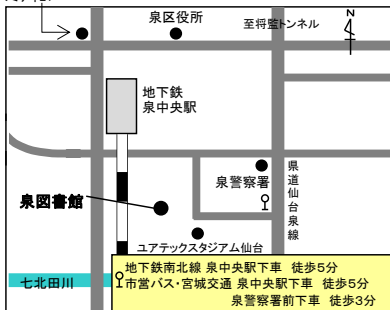 泉区役所
至将監トンネル
N
地下鉄
泉中央駅
泉警察署
県道仙台泉線
泉図書館
ユアテックスタジアム仙台
七北田川
地下鉄南北線 泉中央駅下車 徒歩5分
市営バス・宮城交通 泉中央駅下車 徒歩5分
泉警察署前下車 徒歩3分